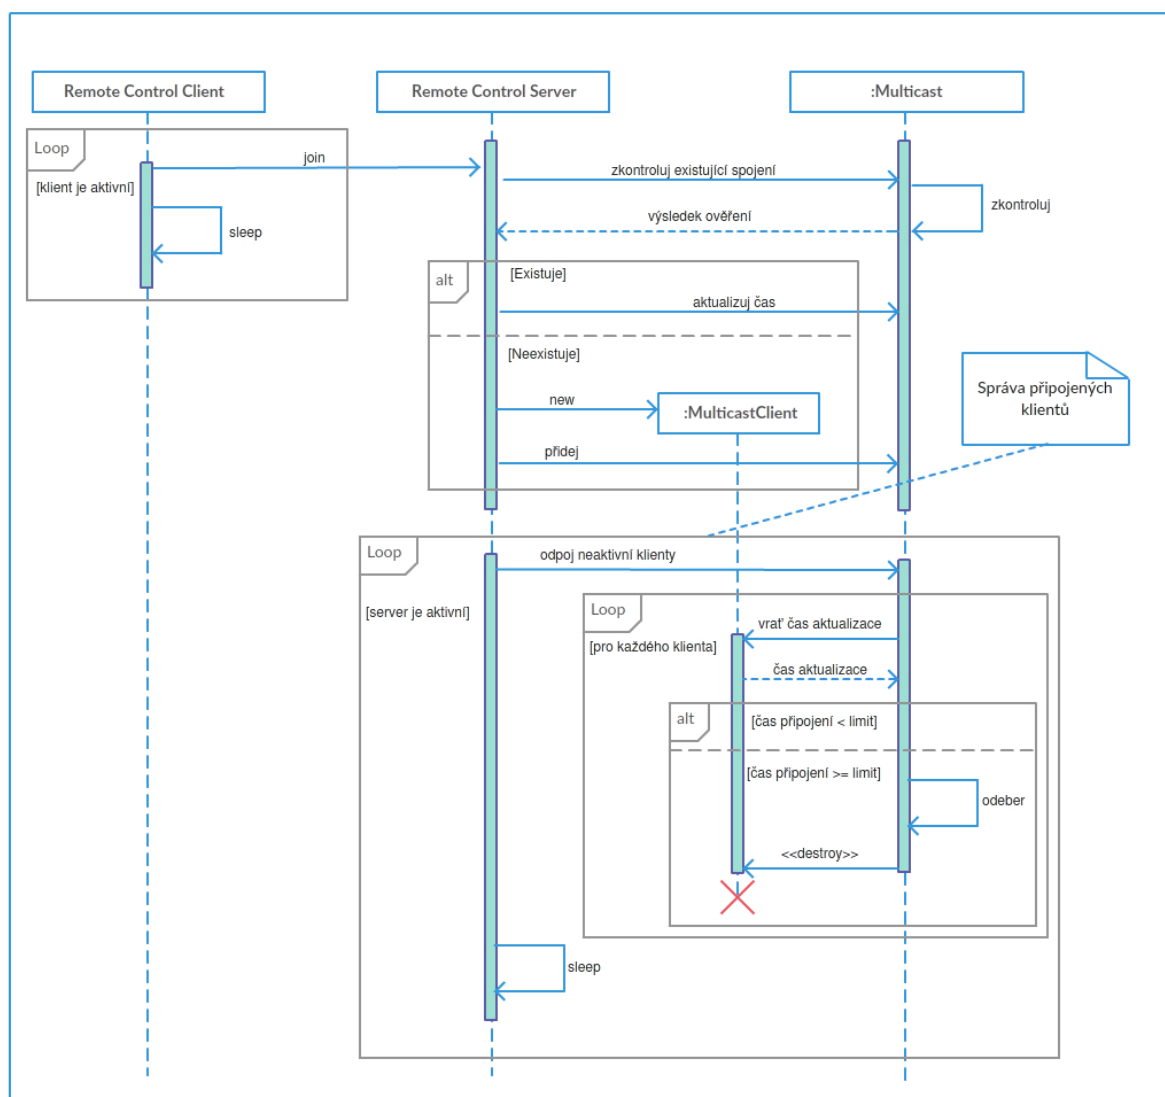 Remote Control Client
Remote Control Server
:Multicast
Loop
[klient je aktivní]
join
sleep
zkontroluj existující spojení
zkontroluj
výsledek ověření
alt
[Existuje]
aktualizuj čas
[Neexistuje]
new
:MulticastClient
přidej
Správa připojených
klientů
Loop
[server je aktivní]
odpoj neaktivní klienty
Loop
[pro každého klienta]
vrať čas aktualizace
čas aktualizace
alt
[čas připojení < limit]
[čas připojení >= limit]
odeber
<<destroy>>
sleep